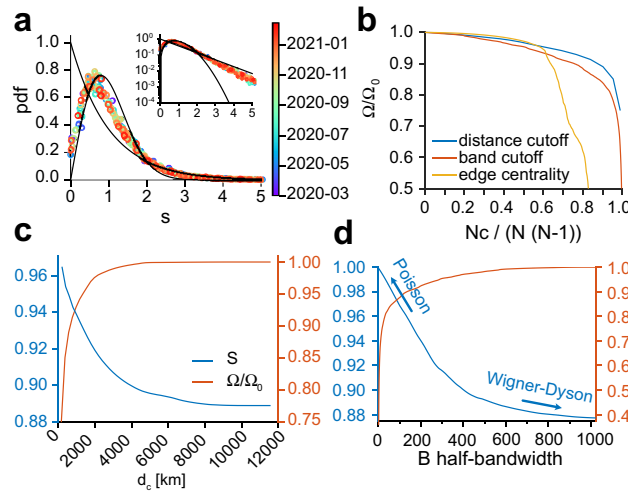 a
pdf
1.0
0.8
0.6
0.4
0.2
0.0
0 1 2 3 4 5
s
10⁰
10⁻¹
10⁻²
10⁻³
10⁻⁴
0 1 2 3 4 5
2021-01
2020-11
2020-09
2020-07
2020-05
2020-03
b
Ω/Ω₀
1.0
0.9
0.8
0.7
0.6
0.5
distance cutoff
band cutoff
edge centrality
0 0.2 0.4 0.6 0.8 1.0
Nc / (N (N-1))
c
0.96
0.94
0.92
0.90
0.88
1.00
0.95
0.90
0.85
0.80
0.75
S
Ω/Ω₀
0 2000 4000 6000 8000 10000 12000
d_c [km]
d
1.00
0.98
0.96
0.94
0.92
0.90
0.88
Poisson
Wigner-Dyson
1.0
0.9
0.8
0.7
0.6
0.5
0.4
0 200 400 600 800 1000
B half-bandwidth